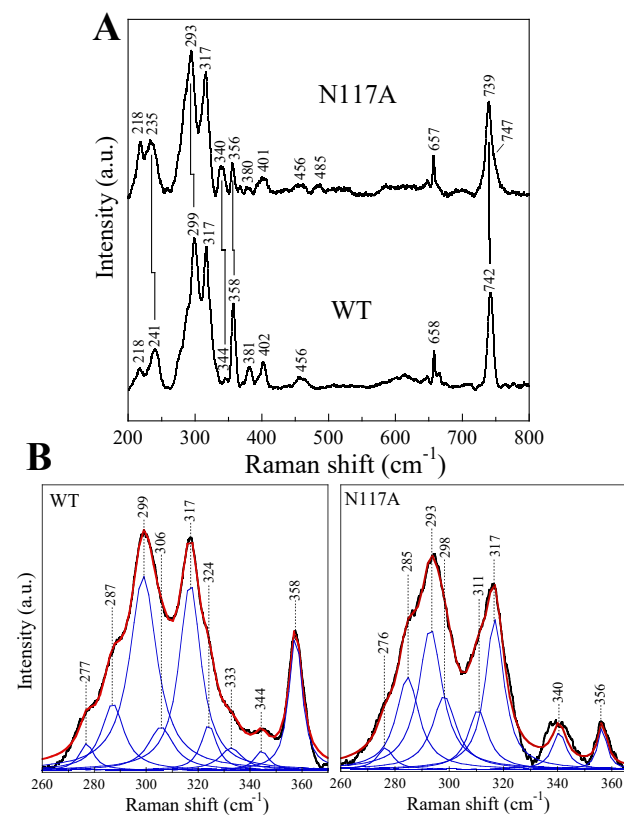 A
Intensity (a.u.)
N117A
218
235
293
317
340
356
380
401
456
485
657
739
747
WT
218
241
299
317
344
358
381
402
456
658
742
200 300 400 500 600 700 800
Raman shift (cm-1)
B
Intensity (a.u.)
WT
277
287
299
306
317
324
333
344
358
260 280 300 320 340 360
Raman shift (cm-1)
N117A
276
285
293
298
311
317
340
356
260 280 300 320 340 360
Raman shift (cm-1)